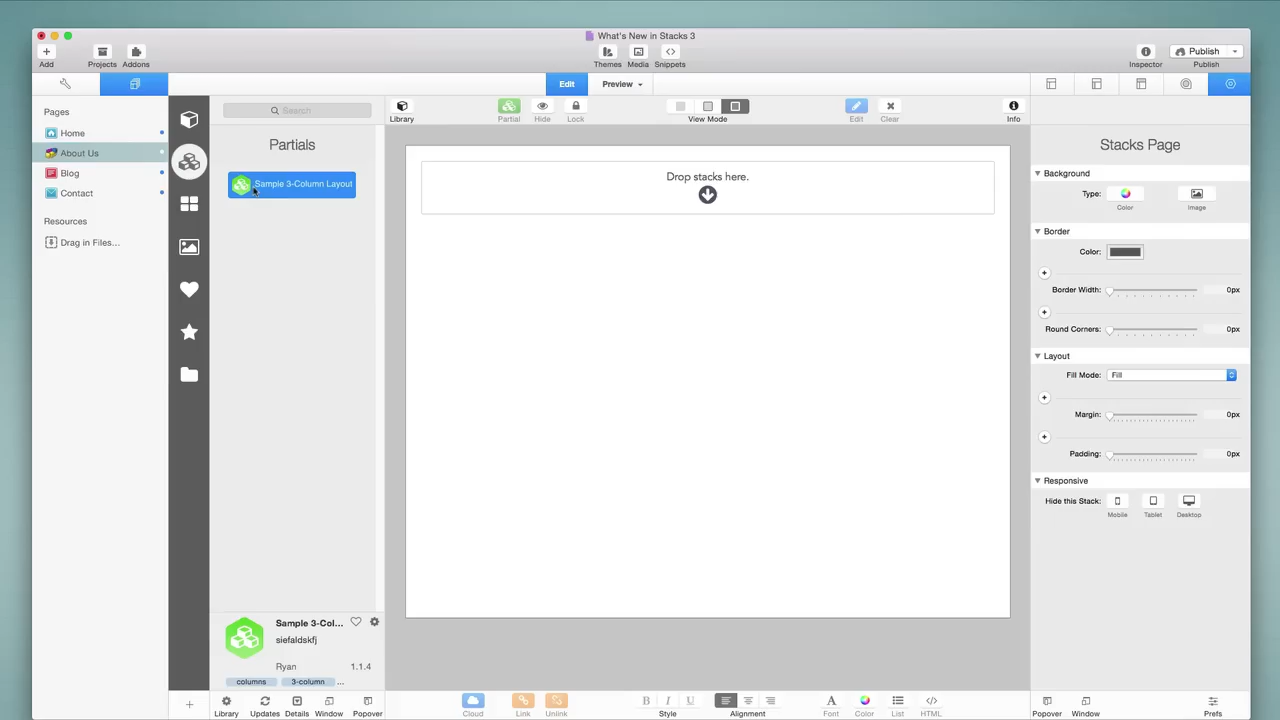 What's New in Stacks 3
Add
Projects
Addons
Themes
Media
Snippets
Inspector
Publish
Publish
Edit
Preview
Pages
Home
About Us
Blog
Contact
Resources
Drag in Files...
Search
Partials
Sample 3-Column Layout
Library
Partial
Hide
Lock
View Mode
Edit
Clear
Info
Drop stacks here.
Stacks Page
Background
Type:
Color
Image
Border
Color:
Border Width:
0px
Round Corners:
0px
Layout
Fill Mode:
Fill
Margin:
0px
Padding:
0px
Responsive
Hide this Stack:
Mobile
Tablet
Desktop
Sample 3-Col...
siefaldskfj
Ryan
1.1.4
columns
3-column
...
Library
Updates
Details
Window
Popover
Cloud
Link
Unlink
B I U
Style
Alignment
A
Font
Color
List
HTML
Popover
Window
Prefs